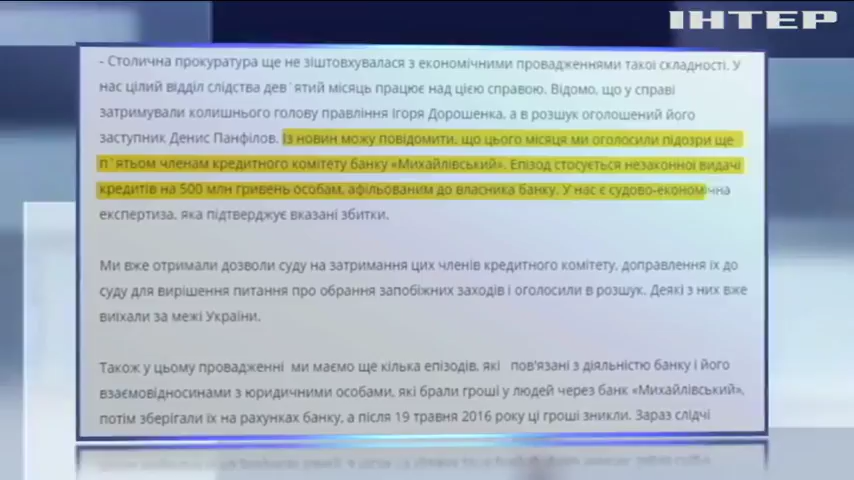 ІНТЕР
- Столична прокуратура ще не зіштовхувалася з економічними провадженнями такої складності. У
нас цілий відділ слідства дев`ятий місяць працює над цією справою. Відомо, що у справі
затримували колишнього голову правління Ігоря Дорошенка, а в розшук оголошений його
заступник Денис Панфілов. Із новин можу повідомити, що цього місяця ми оголосили підозри ще
п`ятьом членам кредитного комітету банку «Михайлівський». Епізод стосується незаконної видачі
кредитів на 500 млн гривень особам, афільованим до власника банку. У нас є судово-економічна
експертиза, яка підтверджує вказані збитки.
Ми вже отримали дозволи суду на затримання цих членів кредитного комітету, доправлення їх до
суду для вирішення питання про обрання запобіжних заходів і оголосили в розшук. Деякі з них вже
виїхали за межі України.
Також у цьому провадженні ми маємо ще кілька епізодів, які пов'язані з діяльністю банку і його
взаємовідносинами з юридичними особами, які брали гроші у людей через банк «Михайлівський»,
потім зберігали їх на рахунках банку, а після 19 травня 2016 року ці гроші зникли. Зараз слідчі